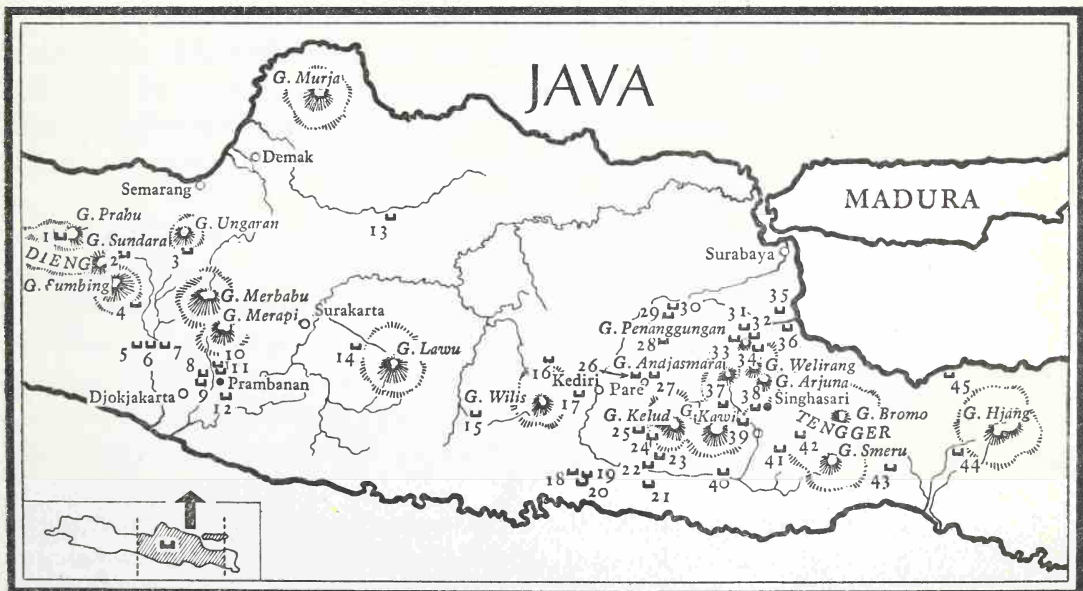 JAVA
G. Murja
Demak
Semarang
MADURA
G. Prahu
G. Ungaran
1
G. Sundara
13
DIENG
2
3
Surabaya
G. Sumbing
G. Merbabu
4
G. Merapi
Surakarta
29
30
31
35
32
G. Penanggungan
36
28
33
34
5
6
7
10
14
G. Lawu
26
G. Andjasmara
G. Welirang
45
8
11
16
Kediri
Pare
27
G. Arjuna
Prambanan
17
37
Singhasari
Djokjakarta
9
12
G. Wilis
38
G. Bromo
G. Hjang
15
G. Kelud
G. Kawi
TENGGER
25
39
42
24
41
G. Smeru
44
23
18
19
22
43
20
21
40